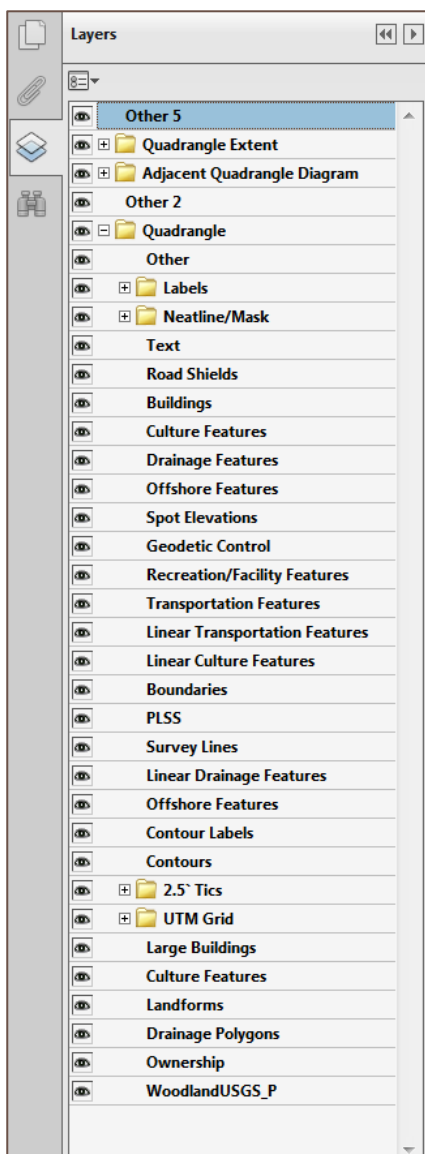 Layers
Other 5
Quadrangle Extent
Adjacent Quadrangle Diagram
Other 2
Quadrangle
Other
Labels
Neatline/Mask
Text
Road Shields
Buildings
Culture Features
Drainage Features
Offshore Features
Spot Elevations
Geodetic Control
Recreation/Facility Features
Transportation Features
Linear Transportation Features
Linear Culture Features
Boundaries
PLSS
Survey Lines
Linear Drainage Features
Offshore Features
Contour Labels
Contours
2.5` Tics
UTM Grid
Large Buildings
Culture Features
Landforms
Drainage Polygons
Ownership
WoodlandUSGS_P